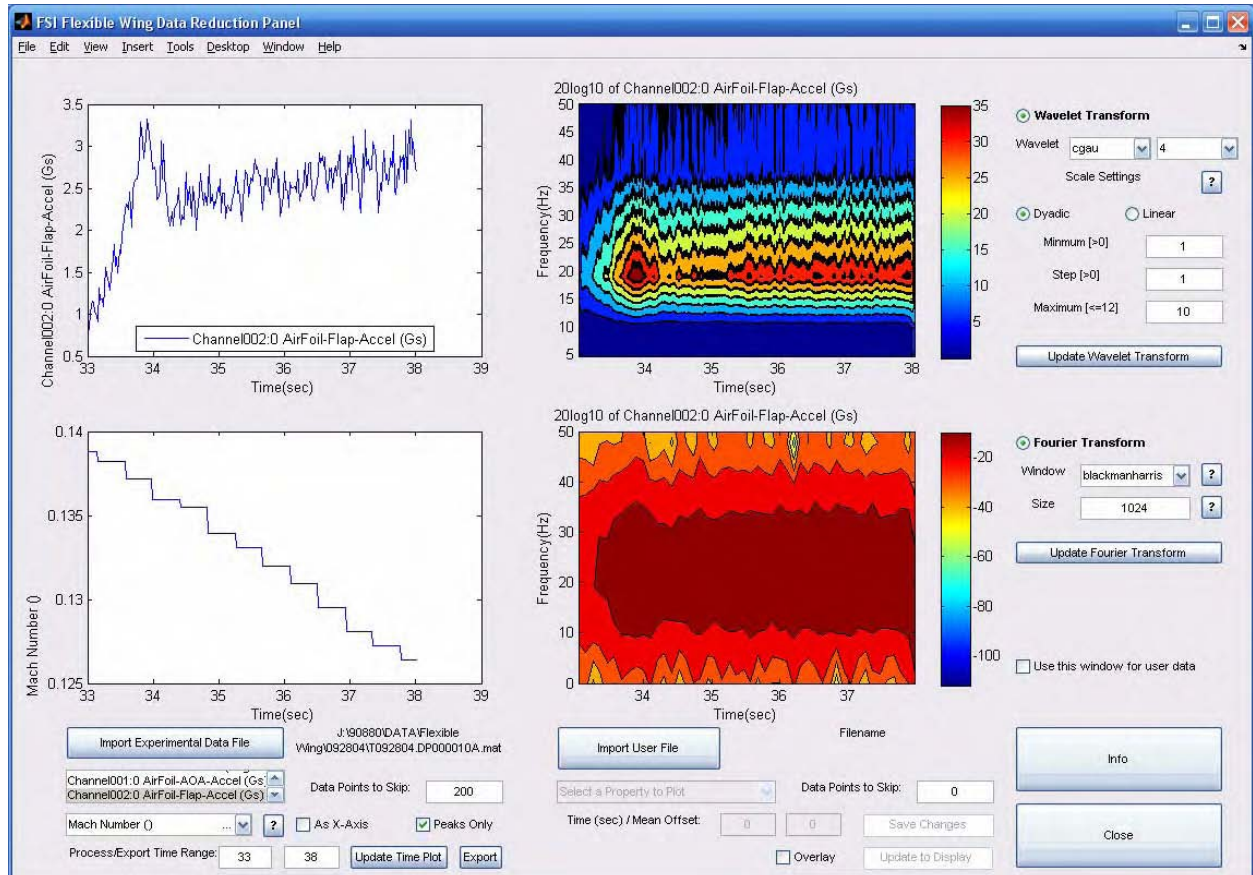 FSI Flexible Wing Data Reduction Panel
File Edit View Insert Tools Desktop Window Help
Channel002:0 AirFoil-Flap-Accel (Gs)
3.5
3
2.5
2
1.5
1
0.5
Channel002:0 AirFoil-Flap-Accel (Gs)
33 34 35 36 37 38 39
Time(sec)
20log10 of Channel002:0 AirFoil-Flap-Accel (Gs)
Frequency(Hz)
50
45
40
35
30
25
20
15
10
5
34 35 36 37 38
Time(sec)
35
30
25
20
15
10
5
Wavelet Transform
Wavelet cgau 4
Scale Settings ?
Dyadic Linear
Minmum [>0] 1
Step [>0] 1
Maximum [<=12] 10
Update Wavelet Transform
Mach Number ()
0.14
0.135
0.13
0.125
33 34 35 36 37 38 39
Time(sec)
20log10 of Channel002:0 AirFoil-Flap-Accel (Gs)
Frequency(Hz)
50
40
30
20
10
0
34 35 36 37
Time(sec)
-20
-40
-60
-80
-100
Fourier Transform
Window blackmanharris ?
Size 1024 ?
Update Fourier Transform
Use this window for user data
Import Experimental Data File
J:\90880\DATA\Flexible
Wing\092804\T092804.DP000010A.mat
Channel001:0 AirFoil-AOA-Accel (Gs)
Channel002:0 AirFoil-Flap-Accel (Gs)
Data Points to Skip: 200
Mach Number () ... ? As X-Axis Peaks Only
Process/Export Time Range: 33 38 Update Time Plot Export
Import User File
Filename
Select a Property to Plot
Data Points to Skip: 0
Time (sec) / Mean Offset: 0 0 Save Changes
Overlay Update to Display
Info
Close